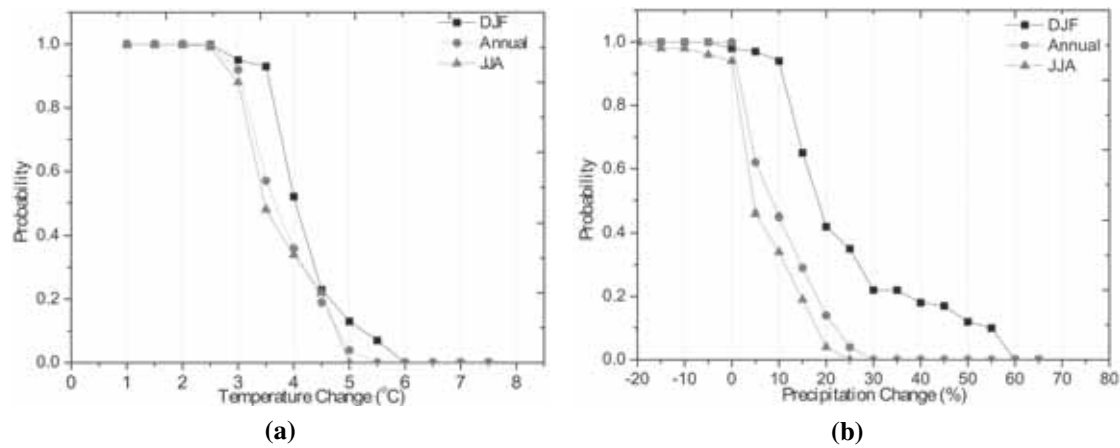 DJF
Annual
JJA
1.0
0.8
0.6
0.4
0.2
0.0
Probability
0 1 2 3 4 5 6 7 8
Temperature Change (°C)
(a)
DJF
Annual
JJA
1.0
0.8
0.6
0.4
0.2
0.0
Probability
-20 -10 0 10 20 30 40 50 60 70 80
Precipitation Change (%)
(b)